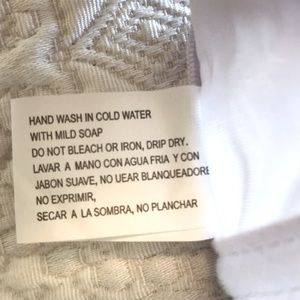 HAND WASH IN COLD WATER
WITH MILD SOAP
DO NOT BLEACH OR IRON, DRIP DRY.
LAVAR A MANO CON AGUA FRIA Y CON
JABON SUAVE, NO UEAR BLANQUEADORE
NO EXPRIMIR,
SECAR A LA SOMBRA, NO PLANCHAR